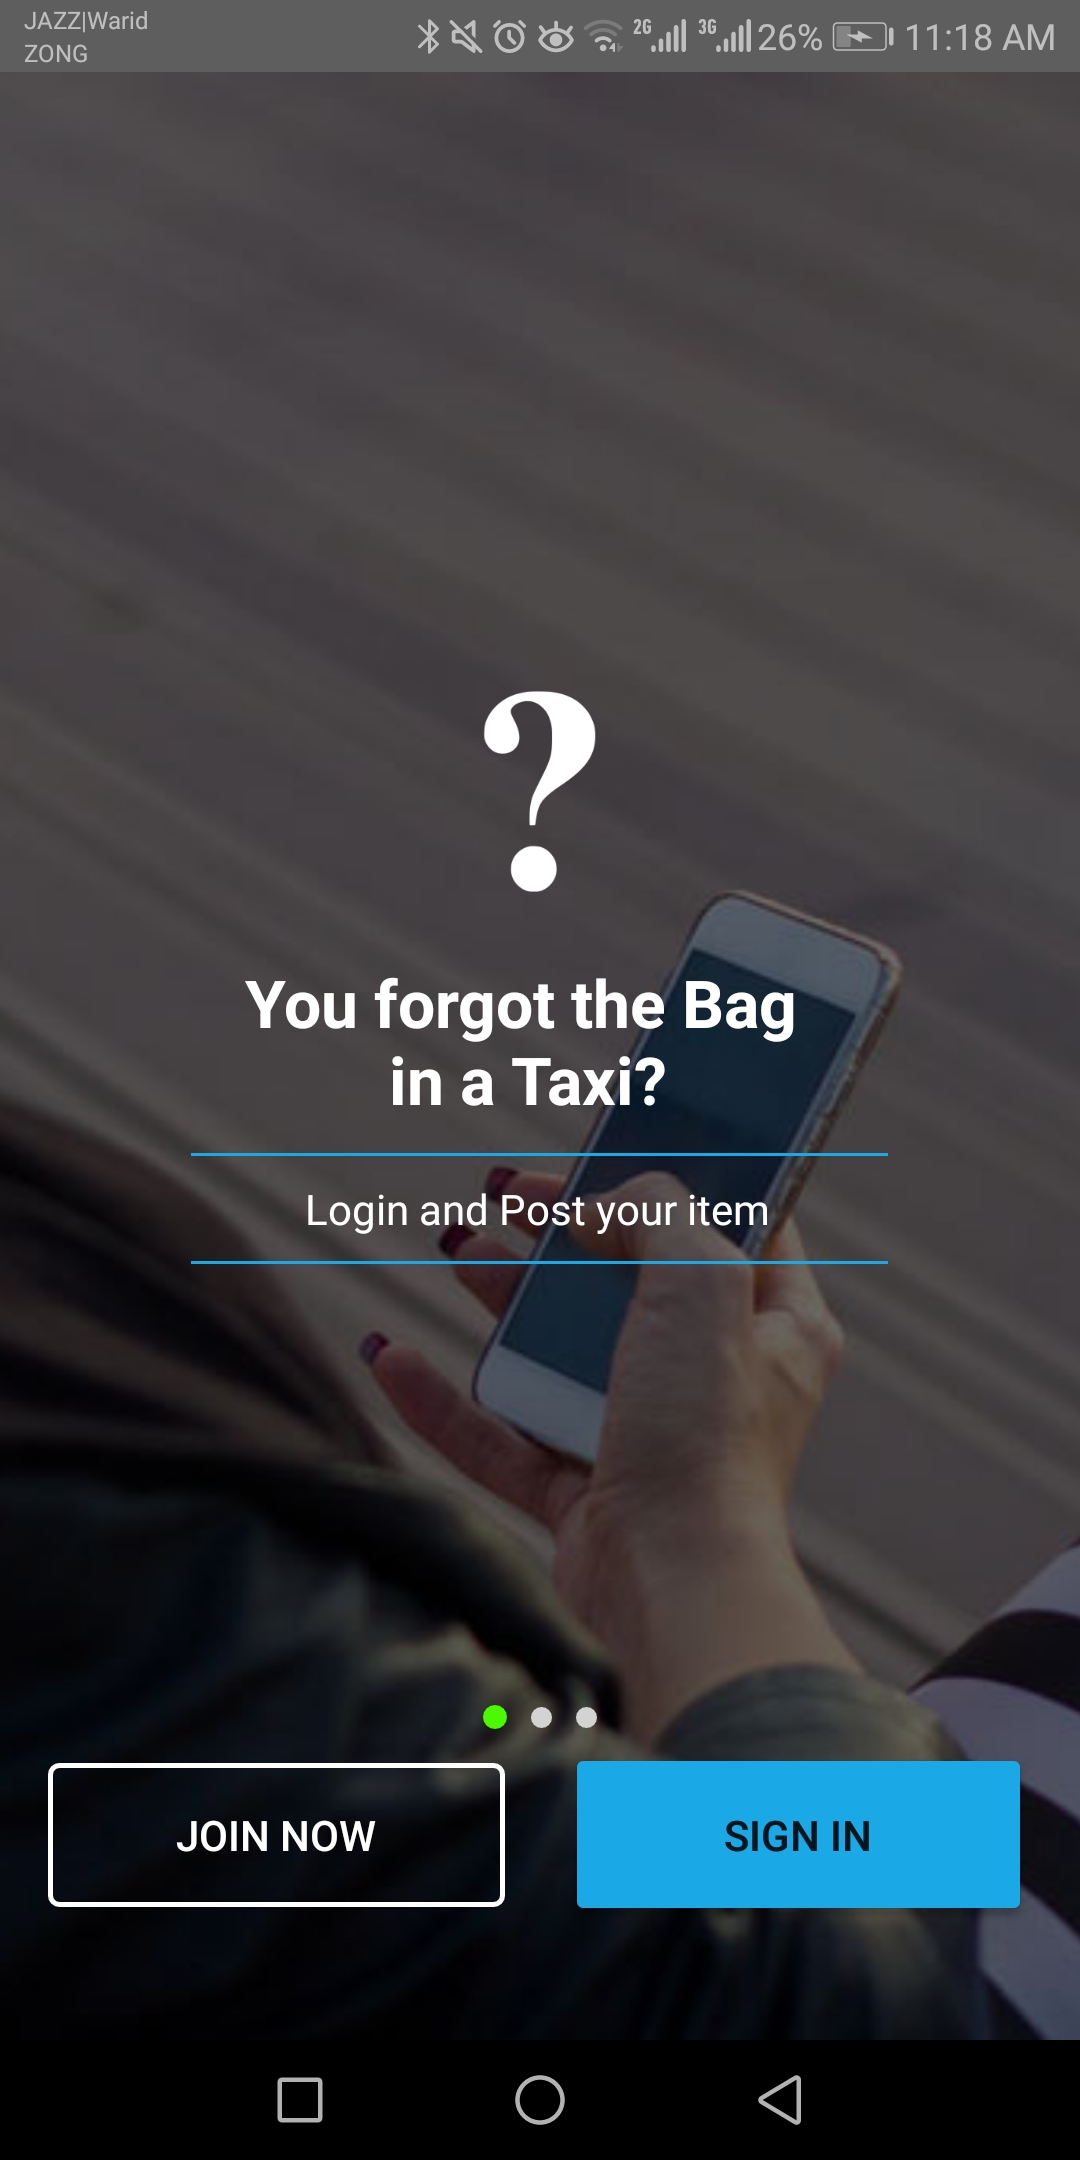 JAZZ|Warid
ZONG
2G 3G 26% 11:18 AM
?
You forgot the Bag
in a Taxi?
Login and Post your item
JOIN NOW
SIGN IN